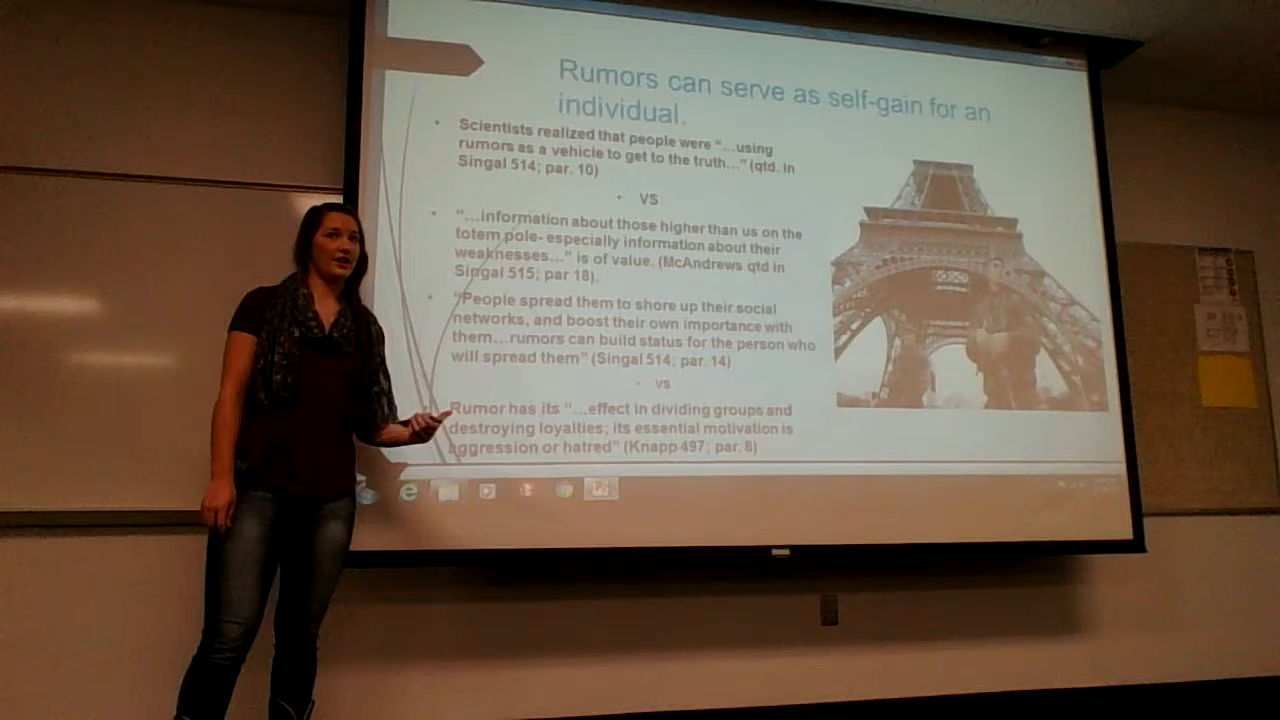 Rumors can serve as self-gain for an
individual.
• Scientists realized that people were “...using
rumors as a vehicle to get to the truth...” (qtd. in
Singal 514; par. 10)
• VS
• “...information about those higher than us on the
totem pole- especially information about their
weaknesses...” is of value. (McAndrews qtd in
Singal 515; par 18).
• “People spread them to shore up their social
networks, and boost their own importance with
them...rumors can build status for the person who
will spread them” (Singal 514; par. 14)
• vs
Rumor has its “...effect in dividing groups and
destroying loyalties; its essential motivation is
aggression or hatred” (Knapp 497; par. 8)